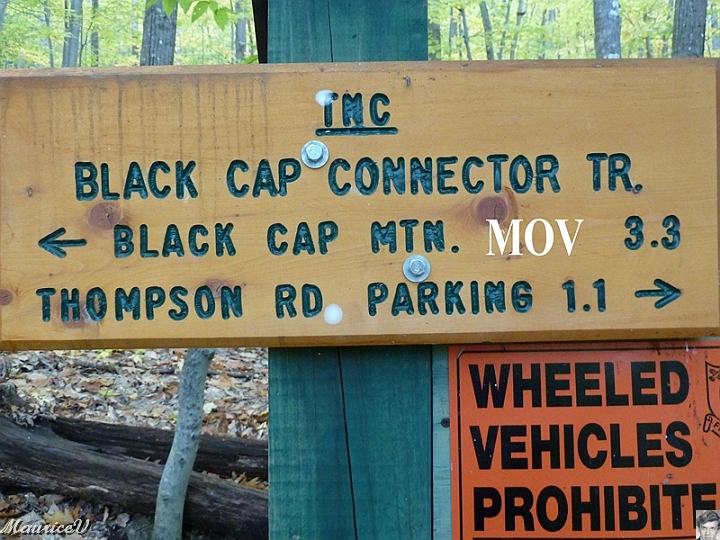 TMC
BLACK CAP CONNECTOR TR.
← BLACK CAP MTN. MOV 3.3
THOMPSON RD. PARKING 1.1 →
WHEELED
VEHICLES
PROHIBITE
MauriceV